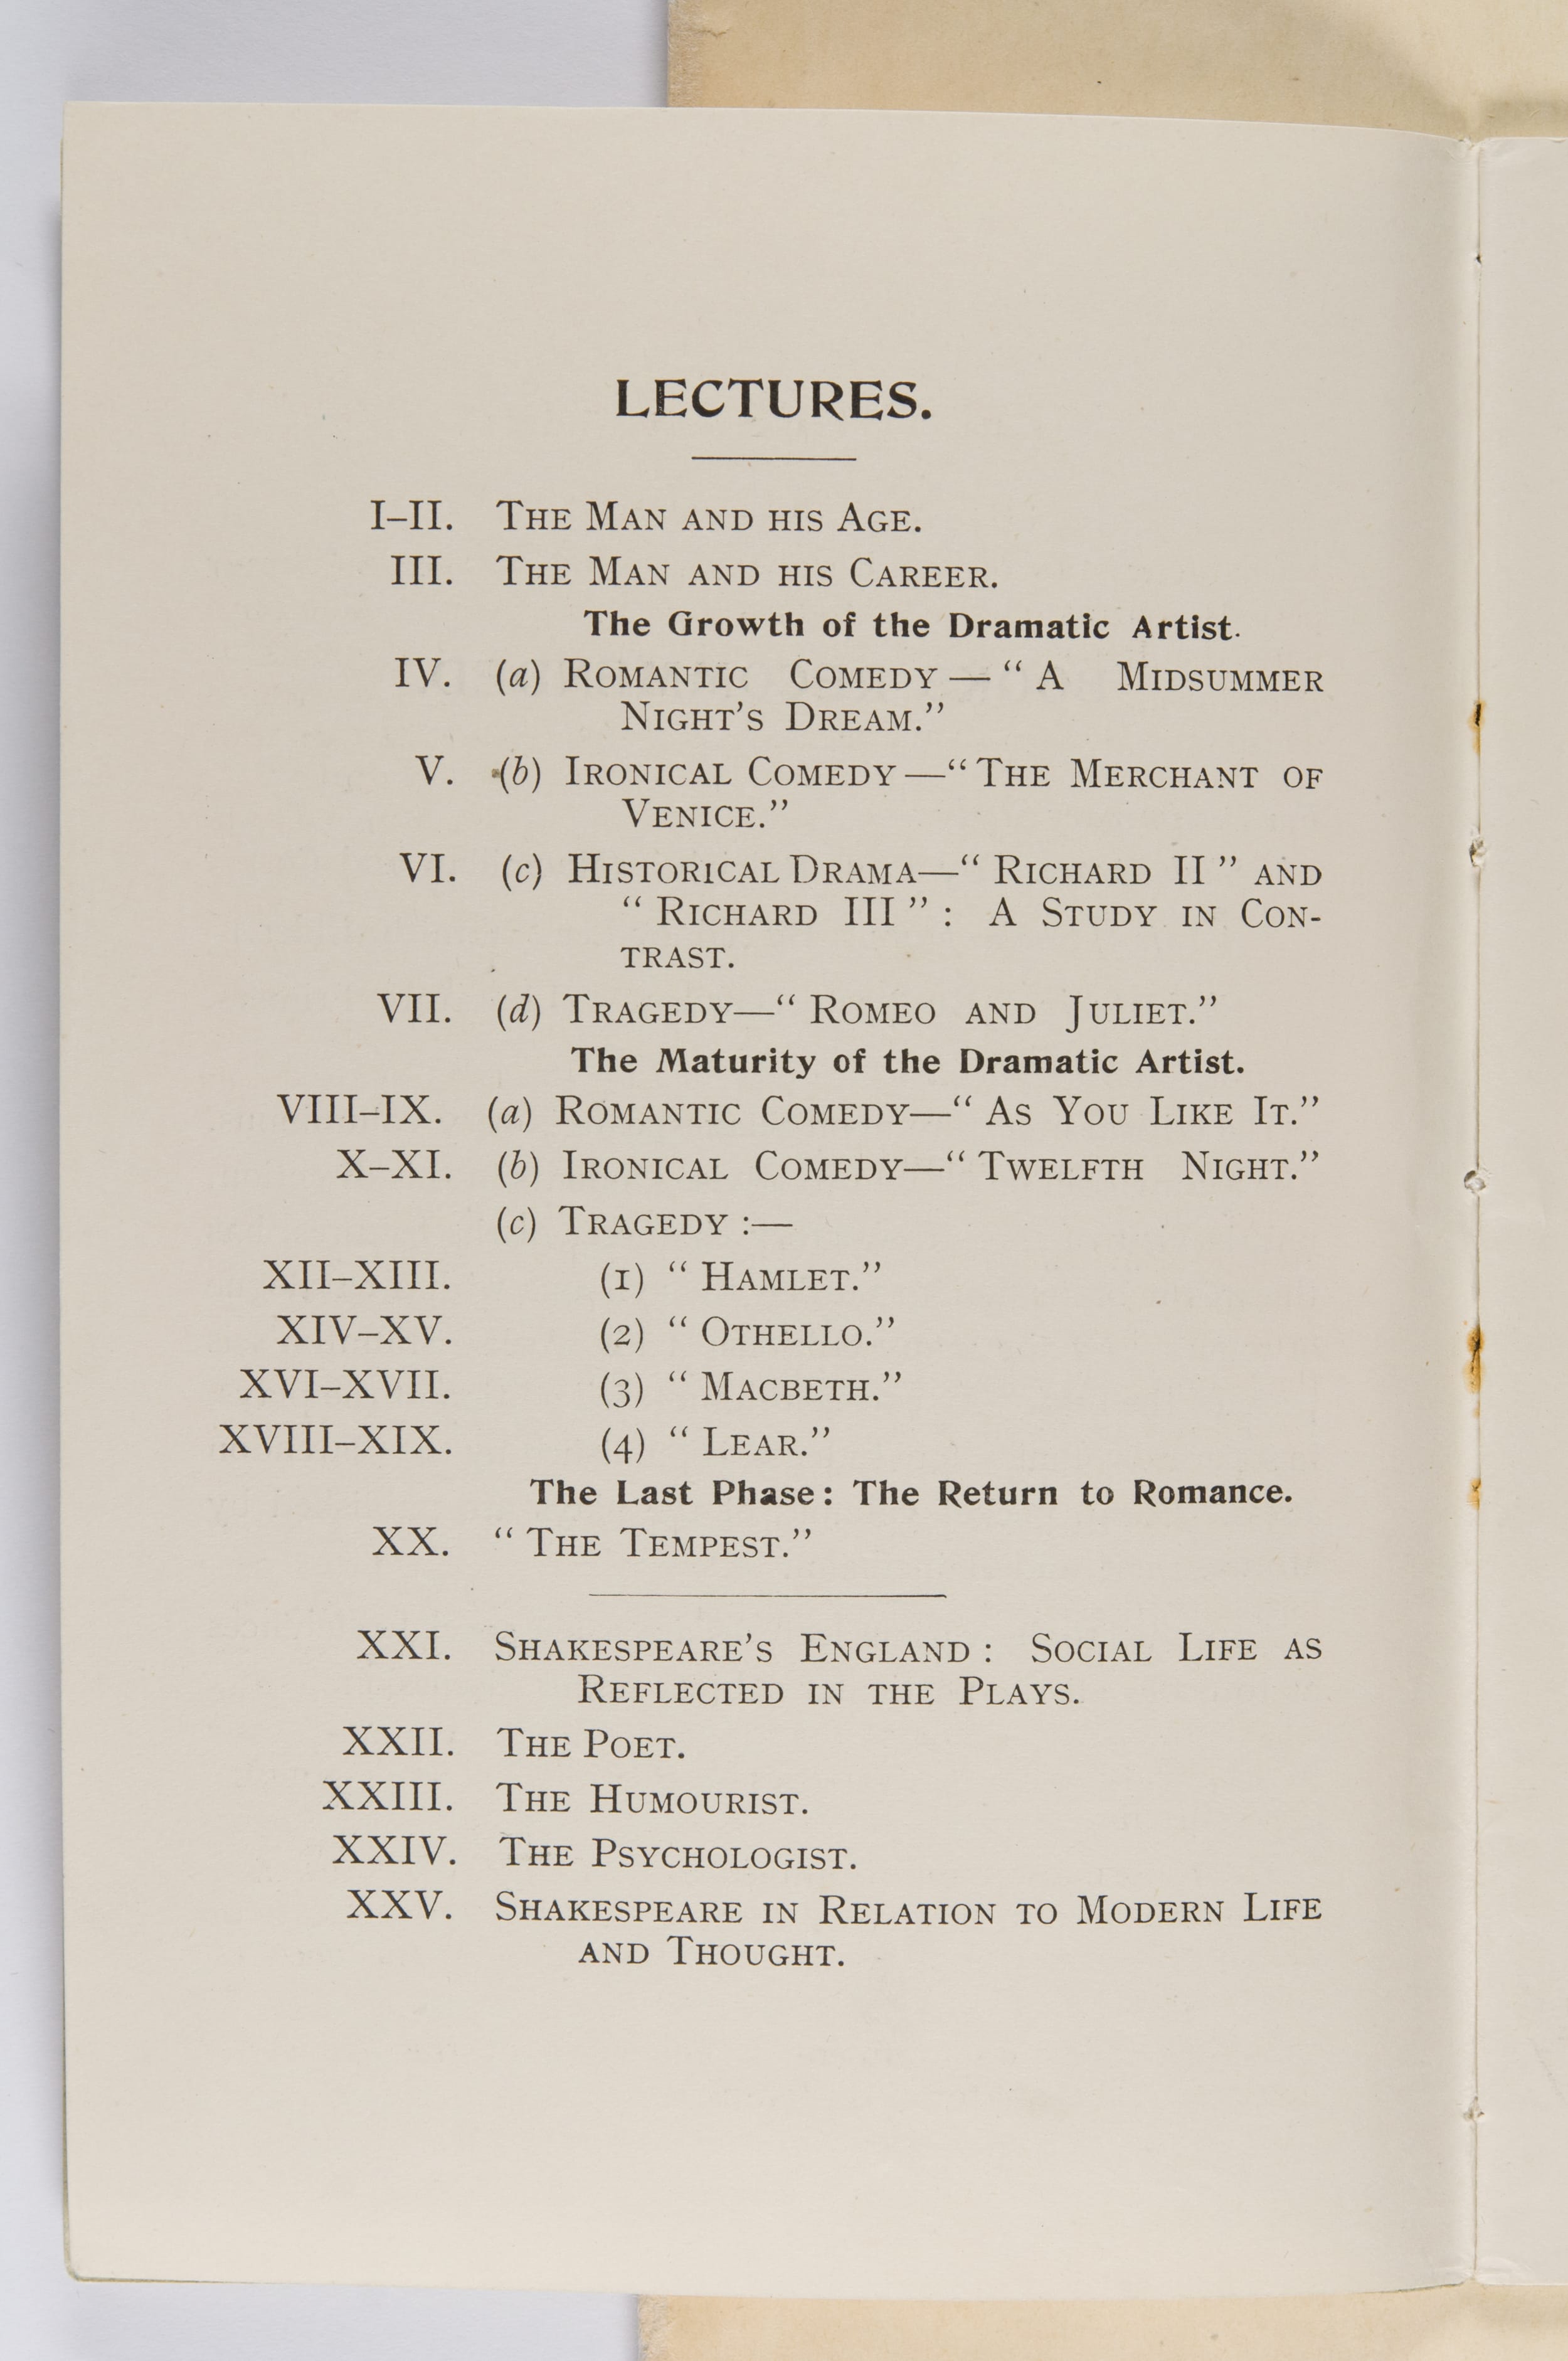 LECTURES.
I–II. The Man and his Age.
III. The Man and his Career.
The Growth of the Dramatic Artist.
IV. (a) Romantic Comedy — “ A Midsummer
Night’s Dream.”
V. (b) Ironical Comedy —“ The Merchant of
Venice.”
VI. (c) Historical Drama—“ Richard II ” and
“ Richard III ” : A Study in Con-
trast.
VII. (d) Tragedy—“ Romeo and Juliet.”
The Maturity of the Dramatic Artist.
VIII–IX. (a) Romantic Comedy—“ As You Like It.”
X–XI. (b) Ironical Comedy—“ Twelfth Night.”
(c) Tragedy :—
XII–XIII. (1) “ Hamlet.”
XIV–XV. (2) “ Othello.”
XVI–XVII. (3) “ Macbeth.”
XVIII–XIX. (4) “ Lear.”
The Last Phase : The Return to Romance.
XX. “ The Tempest.”
XXI. Shakespeare’s England : Social Life as
Reflected in the Plays.
XXII. The Poet.
XXIII. The Humourist.
XXIV. The Psychologist.
XXV. Shakespeare in Relation to Modern Life
and Thought.